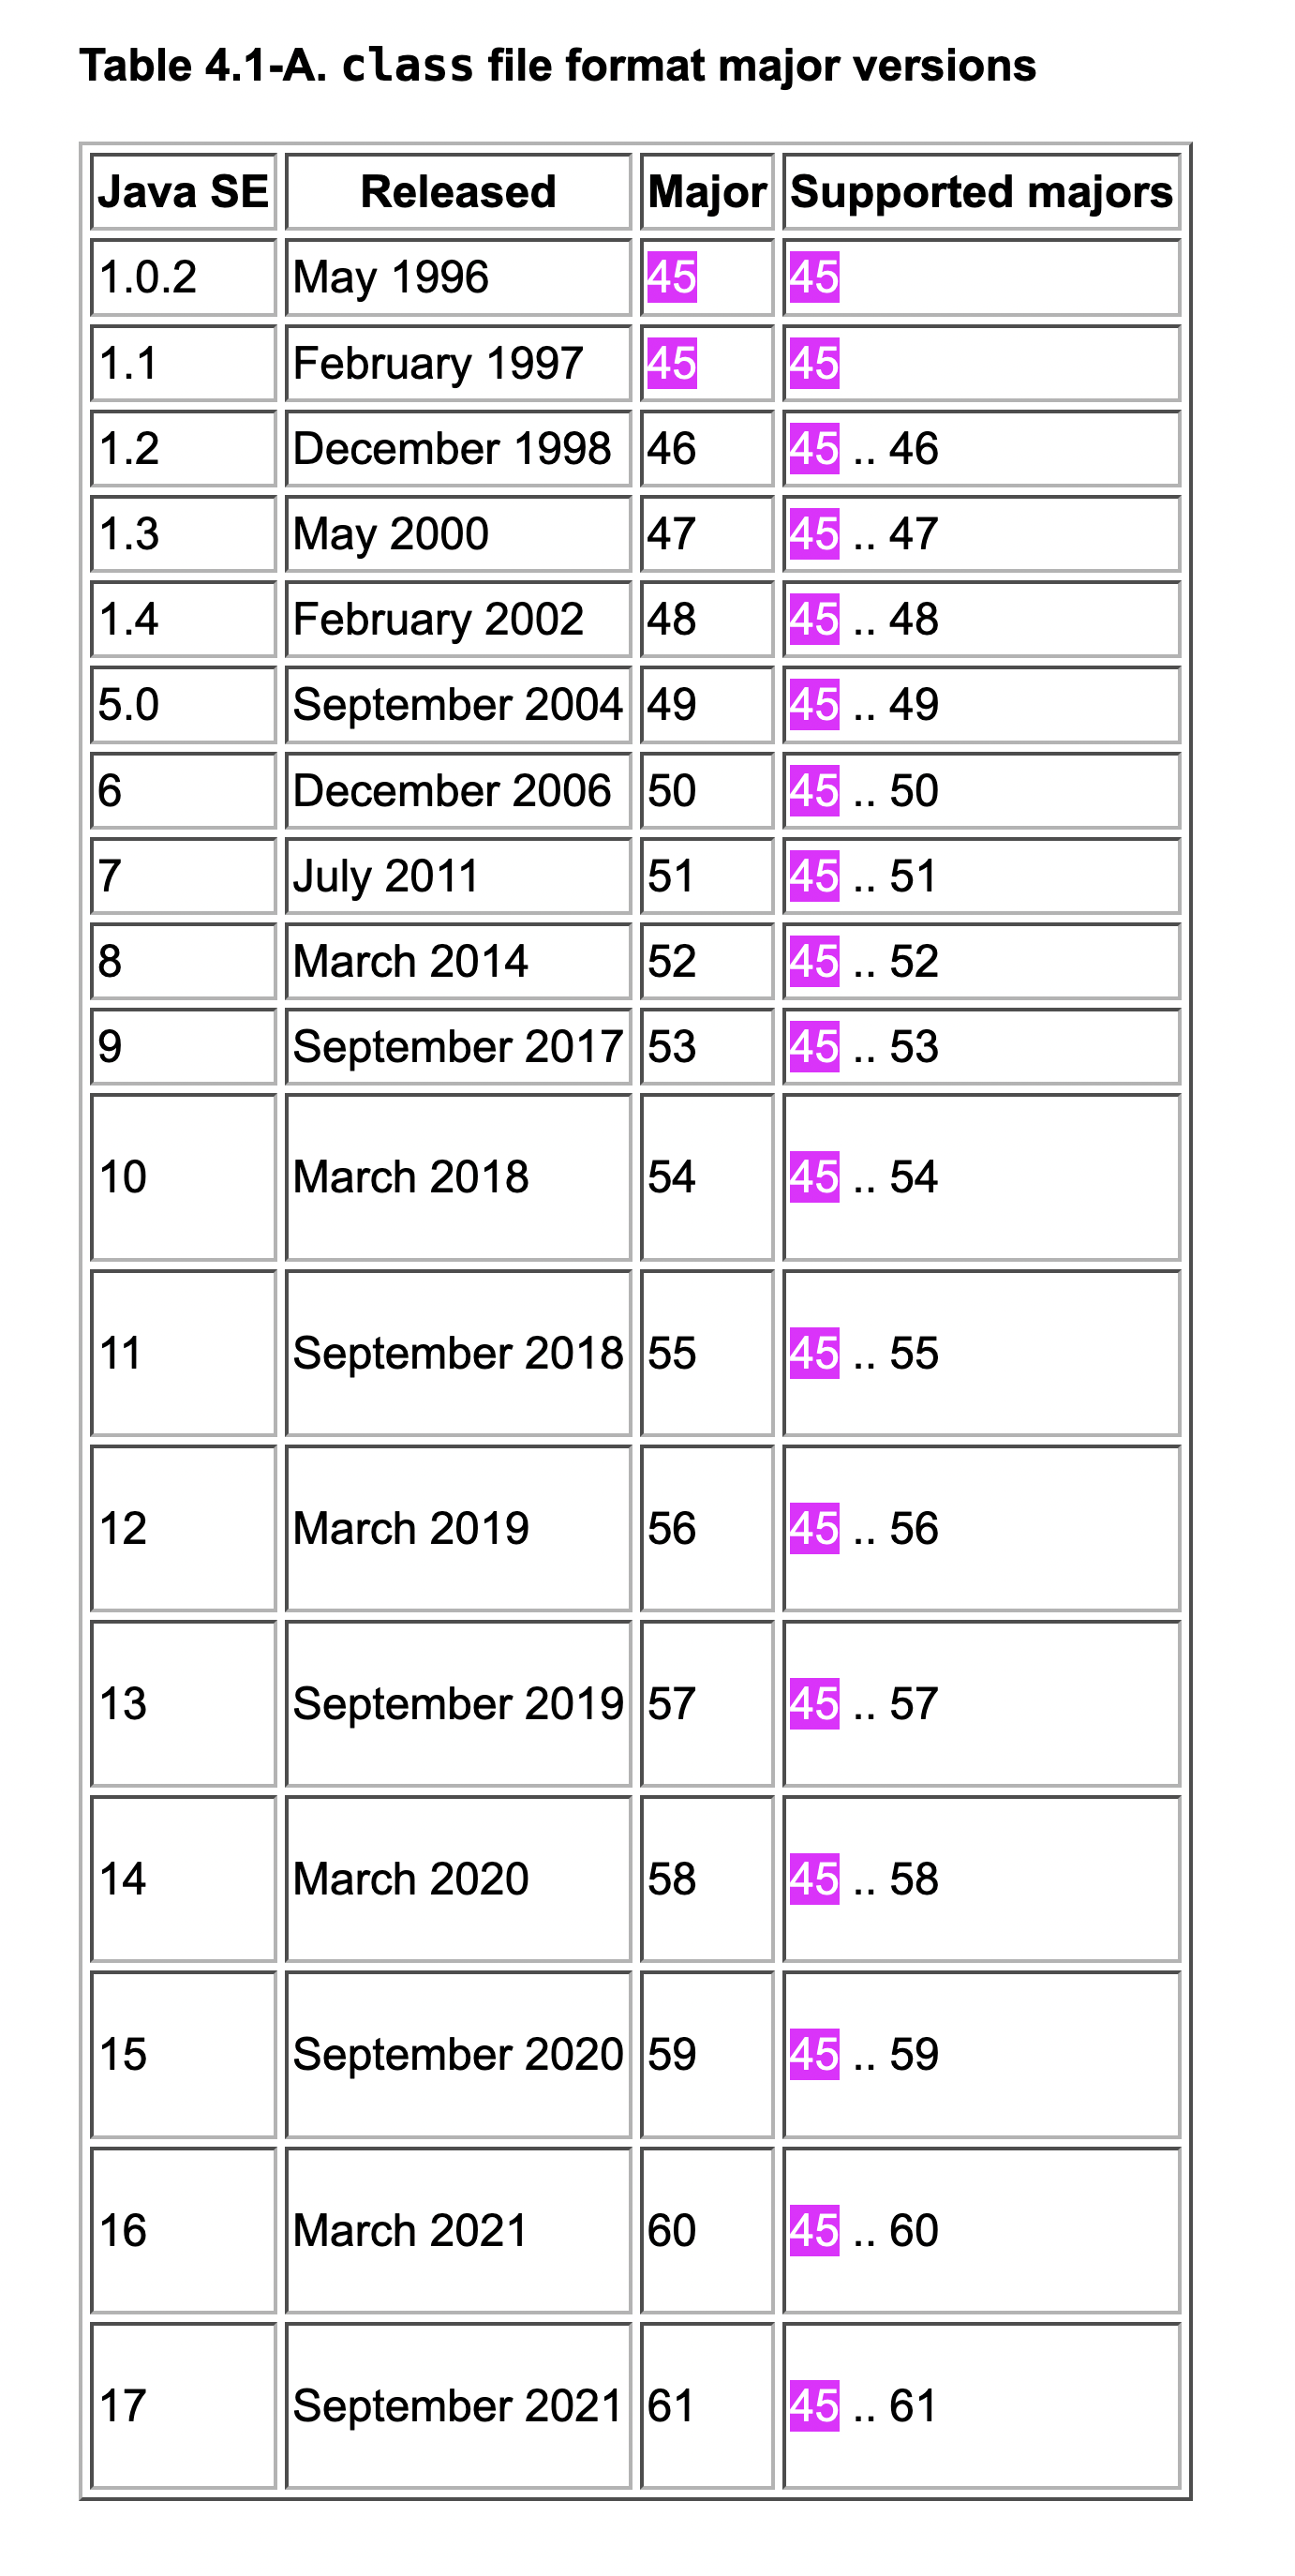 Table 4.1-A. class file format major versions
Java SE Released Major Supported majors
1.0.2 May 1996 45 45
1.1 February 1997 45 45
1.2 December 1998 46 45 .. 46
1.3 May 2000 47 45 .. 47
1.4 February 2002 48 45 .. 48
5.0 September 2004 49 45 .. 49
6 December 2006 50 45 .. 50
7 July 2011 51 45 .. 51
8 March 2014 52 45 .. 52
9 September 2017 53 45 .. 53
10 March 2018 54 45 .. 54
11 September 2018 55 45 .. 55
12 March 2019 56 45 .. 56
13 September 2019 57 45 .. 57
14 March 2020 58 45 .. 58
15 September 2020 59 45 .. 59
16 March 2021 60 45 .. 60
17 September 2021 61 45 .. 61